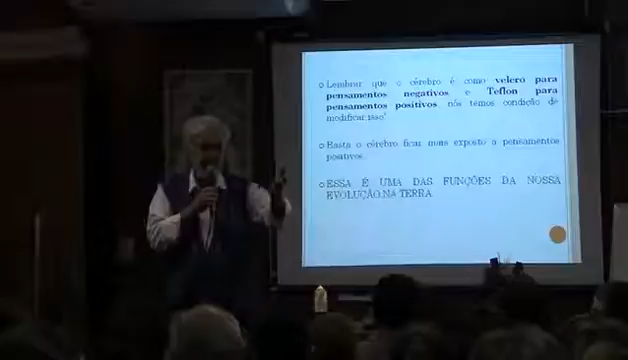 Lembrar que o cérebro é como velero para
pensamentos negativos e Teflon para
pensamentos positivos, nós temos condição de
modificar isso!
Basta o cérebro ficar mais exposto a pensamentos
positivos.
ESSA É UMA DAS FUNÇÕES DA NOSSA
EVOLUÇÃO NA TERRA